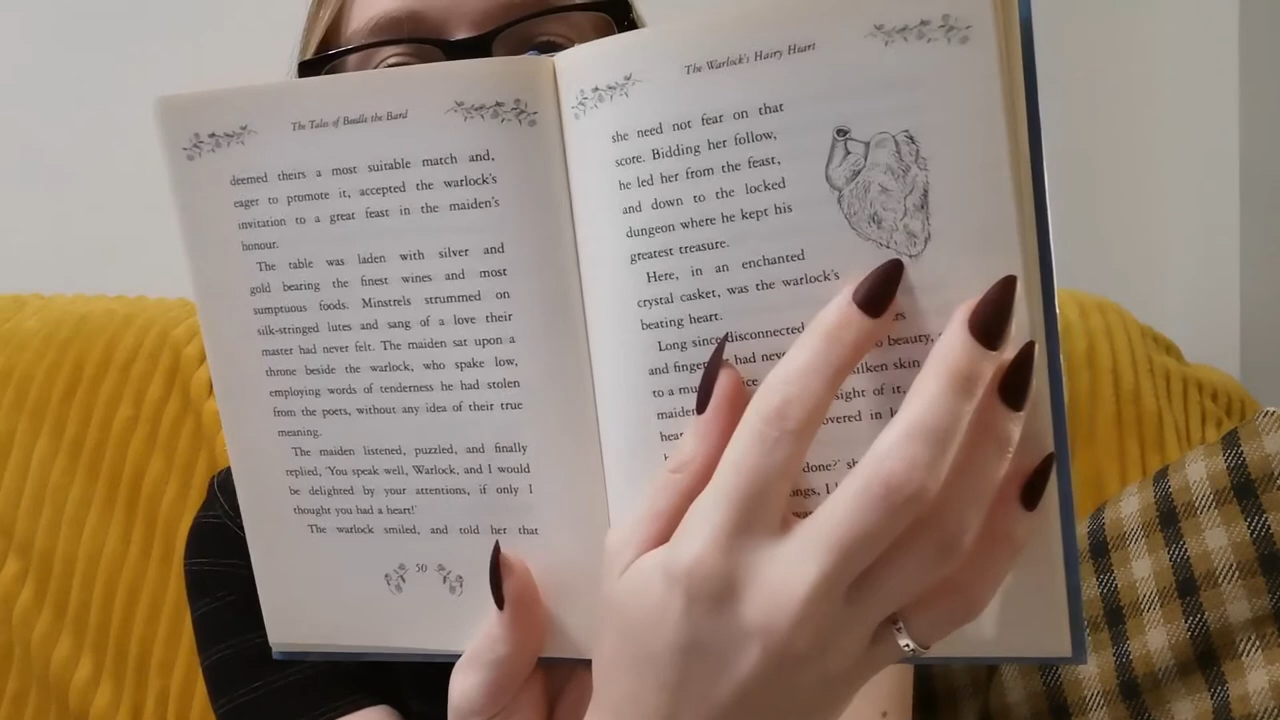 The Tales of Beedle the Bard
deemed theirs a most suitable match and,
eager to promote it, accepted the warlock's
invitation to a great feast in the maiden's
honour.
The table was laden with silver and
gold bearing the finest wines and most
sumptuous foods. Minstrels strummed on
silk-stringed lutes and sang of a love their
master had never felt. The maiden sat upon a
throne beside the warlock, who spake low,
employing words of tenderness he had stolen
from the poets, without any idea of their true
meaning.
The maiden listened, puzzled, and finally
replied, 'You speak well, Warlock, and I would
be delighted by your attentions, if only I
thought you had a heart!'
The warlock smiled, and told her that
50
The Warlock's Hairy Heart
she need not fear on that
score. Bidding her follow,
he led her from the feast,
and down to the locked
dungeon where he kept his
greatest treasure.
Here, in an enchanted
crystal casket, was the warlock's
beating heart.
Long since disconnected
and had beauty,
to a skin
sight of it,
in
done?'